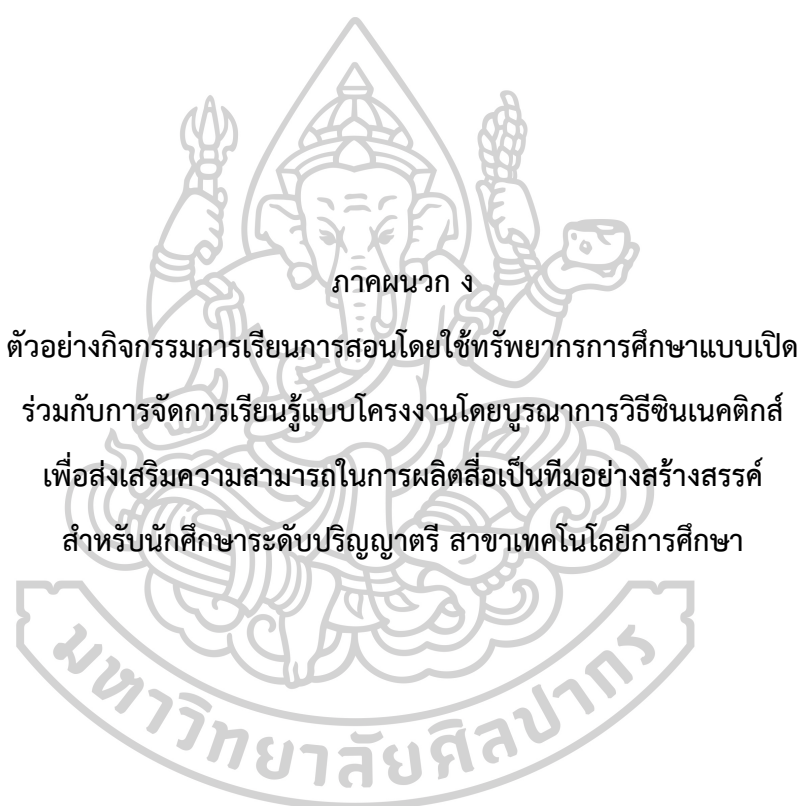 ภาคผนวก ง
ตัวอย่างกิจกรรมการเรียนการสอนโดยใช้ทรัพยากรการศึกษาแบบเปิด
ร่วมกับการจัดการเรียนรู้แบบโครงงานโดยบูรณาการวิธีซินเนคติกส์
เพื่อส่งเสริมความสามารถในการผลิตสื่อเป็นทีมอย่างสร้างสรรค์
สำหรับนักศึกษาระดับปริญญาตรี สาขาเทคโนโลยีการศึกษา
มหาวิทยาลัยศิลปากร